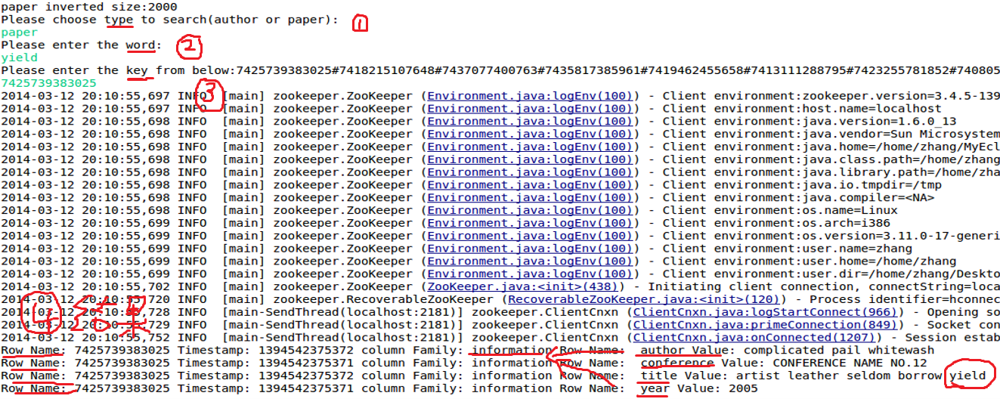 paper inverted size:2000
Please choose type to search(author or paper): ①
paper
Please enter the word: ②
yield
Please enter the key from below:7425739383025#7418215107648#7437077400763#7435817385961#7419462455658#7413111288795#7423255781852#740805
7425739383025
③
2014-03-12 20:10:55,697 INFO [main] zookeeper.ZooKeeper (Environment.java:logEnv(100)) - Client environment:zookeeper.version=3.4.5-139
2014-03-12 20:10:55,697 INFO [main] zookeeper.ZooKeeper (Environment.java:logEnv(100)) - Client environment:host.name=localhost
2014-03-12 20:10:55,698 INFO [main] zookeeper.ZooKeeper (Environment.java:logEnv(100)) - Client environment:java.version=1.6.0_13
2014-03-12 20:10:55,698 INFO [main] zookeeper.ZooKeeper (Environment.java:logEnv(100)) - Client environment:java.vendor=Sun Microsystem
2014-03-12 20:10:55,698 INFO [main] zookeeper.ZooKeeper (Environment.java:logEnv(100)) - Client environment:java.home=/home/zhang/MyEcl
2014-03-12 20:10:55,698 INFO [main] zookeeper.ZooKeeper (Environment.java:logEnv(100)) - Client environment:java.class.path=/home/zhang
2014-03-12 20:10:55,698 INFO [main] zookeeper.ZooKeeper (Environment.java:logEnv(100)) - Client environment:java.library.path=/home/zha
2014-03-12 20:10:55,698 INFO [main] zookeeper.ZooKeeper (Environment.java:logEnv(100)) - Client environment:java.io.tmpdir=/tmp
2014-03-12 20:10:55,698 INFO [main] zookeeper.ZooKeeper (Environment.java:logEnv(100)) - Client environment:java.compiler=<NA>
2014-03-12 20:10:55,698 INFO [main] zookeeper.ZooKeeper (Environment.java:logEnv(100)) - Client environment:os.name=Linux
2014-03-12 20:10:55,699 INFO [main] zookeeper.ZooKeeper (Environment.java:logEnv(100)) - Client environment:os.arch=i386
2014-03-12 20:10:55,699 INFO [main] zookeeper.ZooKeeper (Environment.java:logEnv(100)) - Client environment:os.version=3.11.0-17-generi
2014-03-12 20:10:55,699 INFO [main] zookeeper.ZooKeeper (Environment.java:logEnv(100)) - Client environment:user.name=zhang
2014-03-12 20:10:55,699 INFO [main] zookeeper.ZooKeeper (Environment.java:logEnv(100)) - Client environment:user.home=/home/zhang
2014-03-12 20:10:55,699 INFO [main] zookeeper.ZooKeeper (Environment.java:logEnv(100)) - Client environment:user.dir=/home/zhang/Deskto
2014-03-12 20:10:55,702 INFO [main] zookeeper.ZooKeeper (ZooKeeper.java:<init>(438)) - Initiating client connection, connectString=loca
2014-03-12 20:10:55,720 INFO [main] zookeeper.RecoverableZooKeeper (RecoverableZooKeeper.java:<init>(120)) - Process identifier=hconnec
④ 结果
2014-03-12 20:10:55,728 INFO [main-SendThread(localhost:2181)] zookeeper.ClientCnxn (ClientCnxn.java:logStartConnect(966)) - Opening so
2014-03-12 20:10:55,729 INFO [main-SendThread(localhost:2181)] zookeeper.ClientCnxn (ClientCnxn.java:primeConnection(849)) - Socket con
2014-03-12 20:10:55,752 INFO [main-SendThread(localhost:2181)] zookeeper.ClientCnxn (ClientCnxn.java:onConnected(1207)) - Session estab
Row Name: 7425739383025 Timestamp: 1394542375372 column Family: information Row Name: author Value: complicated pail whitewash
Row Name: 7425739383025 Timestamp: 1394542375371 column Family: information Row Name: conference Value: CONFERENCE NAME NO.12
Row Name: 7425739383025 Timestamp: 1394542375372 column Family: information Row Name: title Value: artist leather seldom borrow yield
Row Name: 7425739383025 Timestamp: 1394542375371 column Family: information Row Name: year Value: 2005